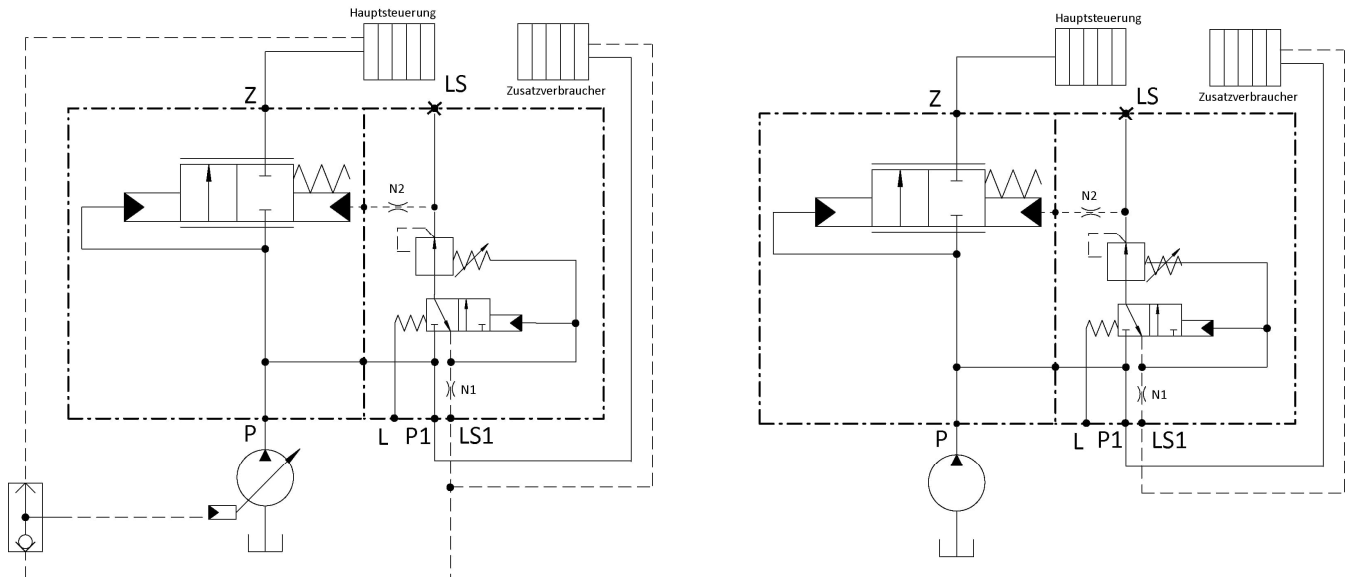 Hauptsteuerung
Zusatzverbraucher
Z
LS
N2
N1
P
L
P1
LS1
Hauptsteuerung
Zusatzverbraucher
Z
LS
N2
N1
P
L
P1
LS1